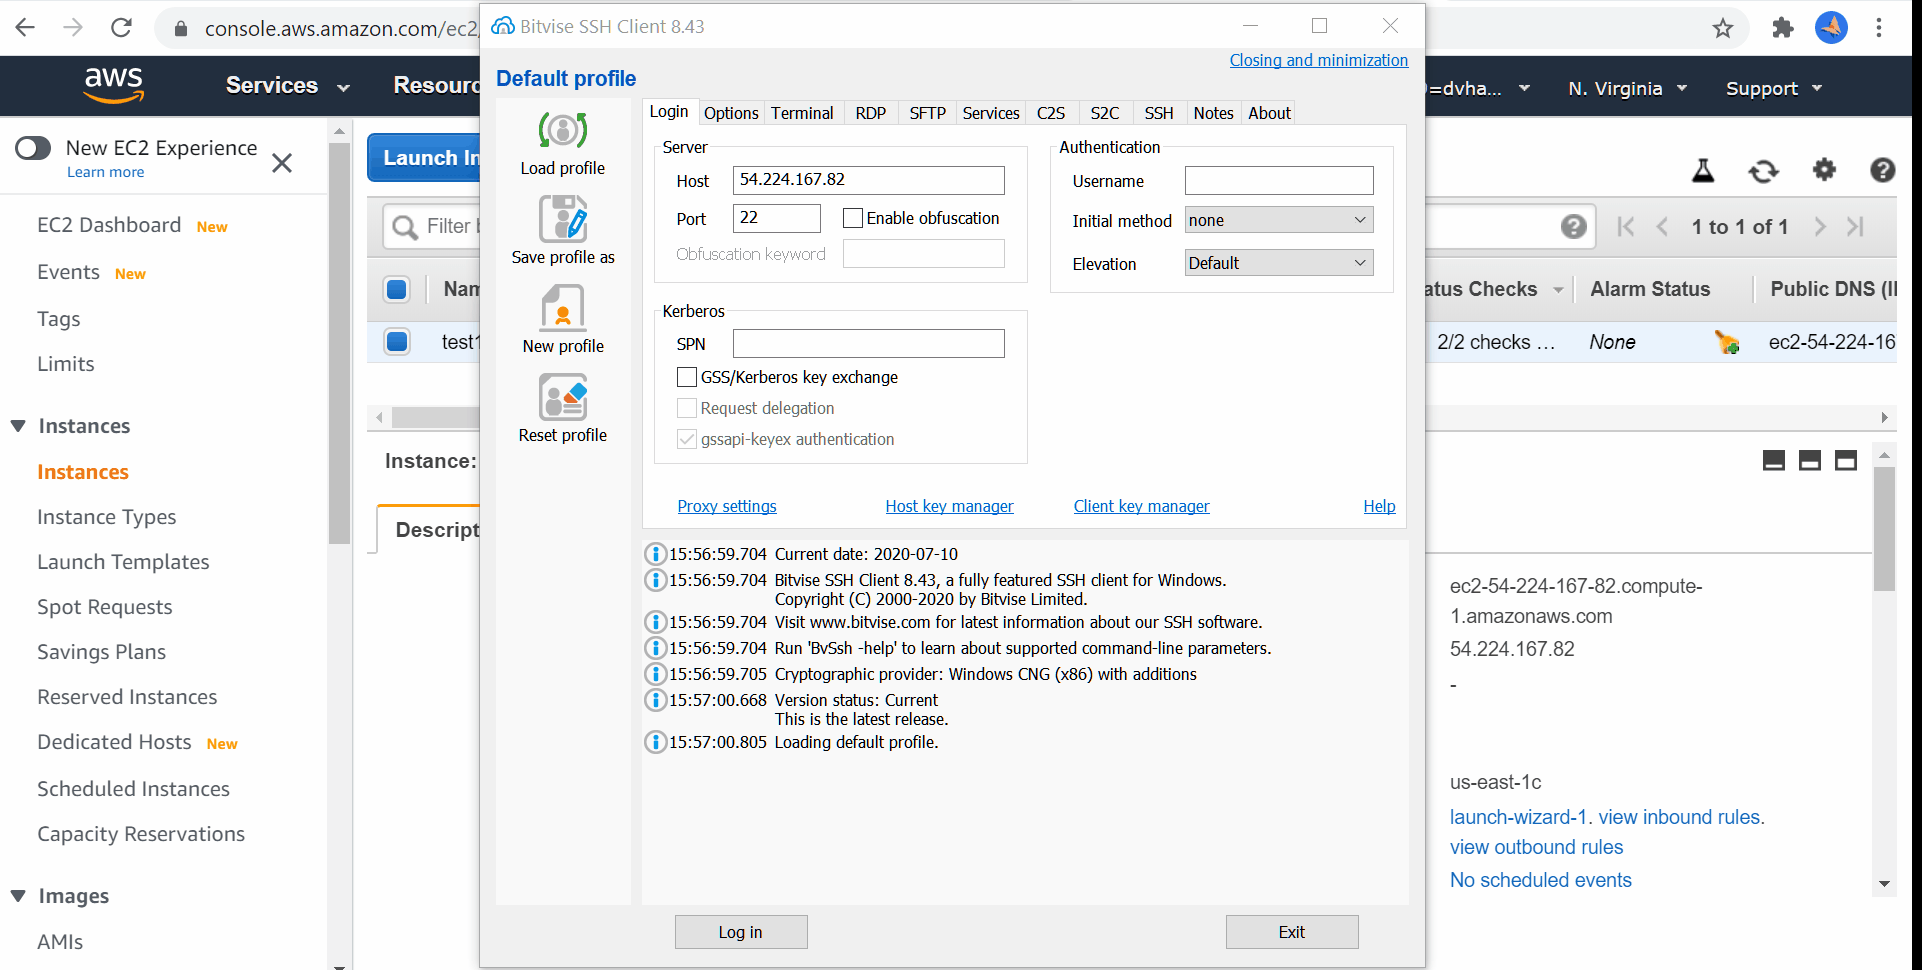 console.aws.amazon.com/ec2/
Bitvise SSH Client 8.43
Closing and minimization
Default profile
aws
Services
Resourc
=dvha...
N. Virginia
Support
New EC2 Experience
Learn more
EC2 Dashboard New
Events New
Tags
Limits
Instances
Instances
Instance Types
Launch Templates
Spot Requests
Savings Plans
Reserved Instances
Dedicated Hosts New
Scheduled Instances
Capacity Reservations
Images
AMIs
Launch In
Filter b
Nam
test1
Instance:
Descript
Load profile
Save profile as
New profile
Reset profile
Login Options Terminal RDP SFTP Services C2S S2C SSH Notes About
Server
Host 54.224.167.82
Port 22 Enable obfuscation
Obfuscation keyword
Kerberos
SPN
GSS/Kerberos key exchange
Request delegation
gssapi-keyex authentication
Authentication
Username
Initial method none
Elevation Default
Proxy settings Host key manager Client key manager Help
15:56:59.704 Current date: 2020-07-10
15:56:59.704 Bitvise SSH Client 8.43, a fully featured SSH client for Windows.
Copyright (C) 2000-2020 by Bitvise Limited.
15:56:59.704 Visit www.bitvise.com for latest information about our SSH software.
15:56:59.704 Run 'BvSsh -help' to learn about supported command-line parameters.
15:56:59.705 Cryptographic provider: Windows CNG (x86) with additions
15:57:00.668 Version status: Current
This is the latest release.
15:57:00.805 Loading default profile.
Log in
Exit
1 to 1 of 1
atus Checks Alarm Status Public DNS (I
2/2 checks ... None ec2-54-224-16
ec2-54-224-167-82.compute-
1.amazonaws.com
54.224.167.82
-
us-east-1c
launch-wizard-1. view inbound rules.
view outbound rules
No scheduled events